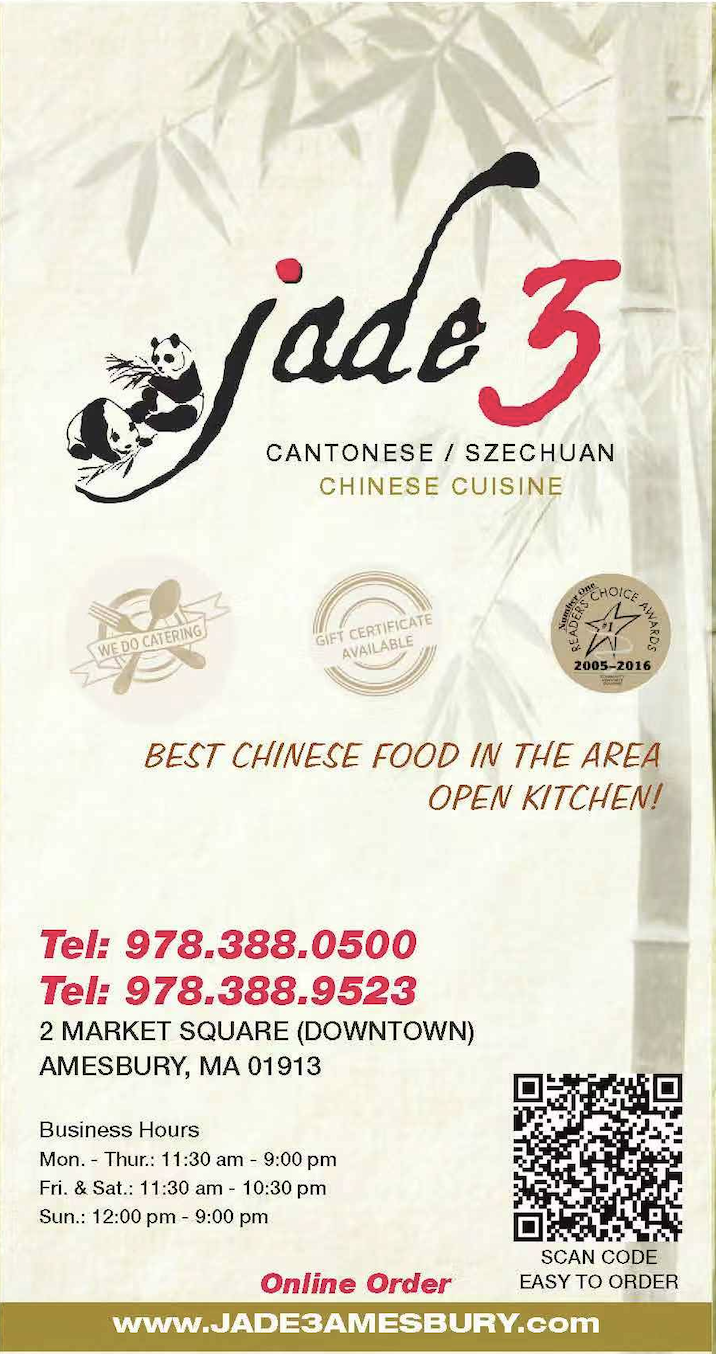 jade 3
CANTONESE / SZECHUAN
CHINESE CUISINE
WE DO CATERING
GIFT CERTIFICATE
AVAILABLE
Number One
READERS' CHOICE AWARDS
#1
2005-2016
BEST CHINESE FOOD IN THE AREA
OPEN KITCHEN!
Tel: 978.388.0500
Tel: 978.388.9523
2 MARKET SQUARE (DOWNTOWN)
AMESBURY, MA 01913
Business Hours
Mon. - Thur.: 11:30 am - 9:00 pm
Fri. & Sat.: 11:30 am - 10:30 pm
Sun.: 12:00 pm - 9:00 pm
SCAN CODE
EASY TO ORDER
Online Order
www.JADE3AMESBURY.com